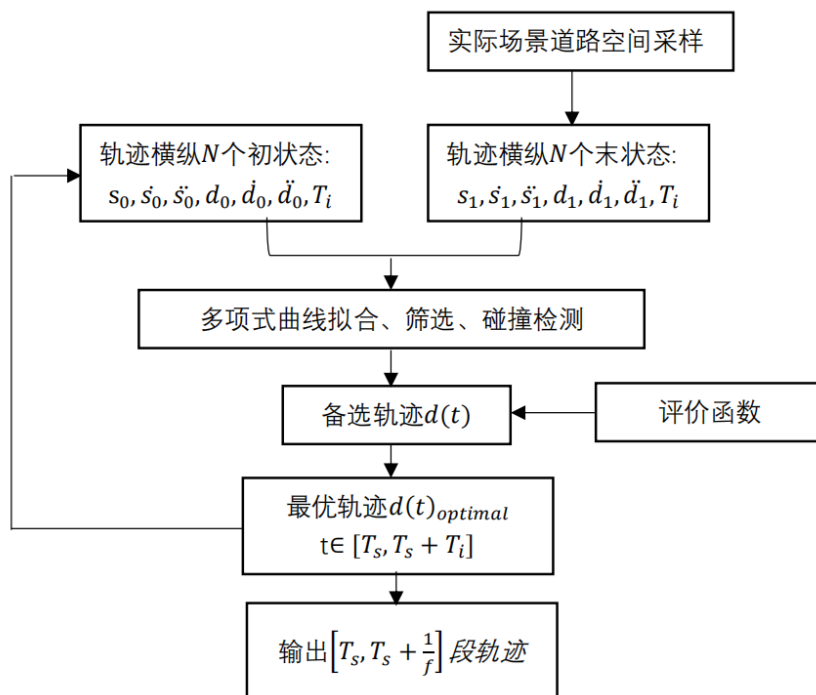 实际场景道路空间采样
轨迹横纵N个初状态:
s₀, ṡ₀, s̈₀, d₀, ḋ₀, d̈₀, Tᵢ
轨迹横纵N个末状态:
s₁, ṡ₁, s̈₁, d₁, ḋ₁, d̈₁, Tᵢ
多项式曲线拟合、筛选、碰撞检测
备选轨迹d(t)
评价函数
最优轨迹d(t)_{optimal}
t∈ [Tₛ, Tₛ + Tᵢ]
输出[Tₛ, Tₛ + 1/f] 段轨迹